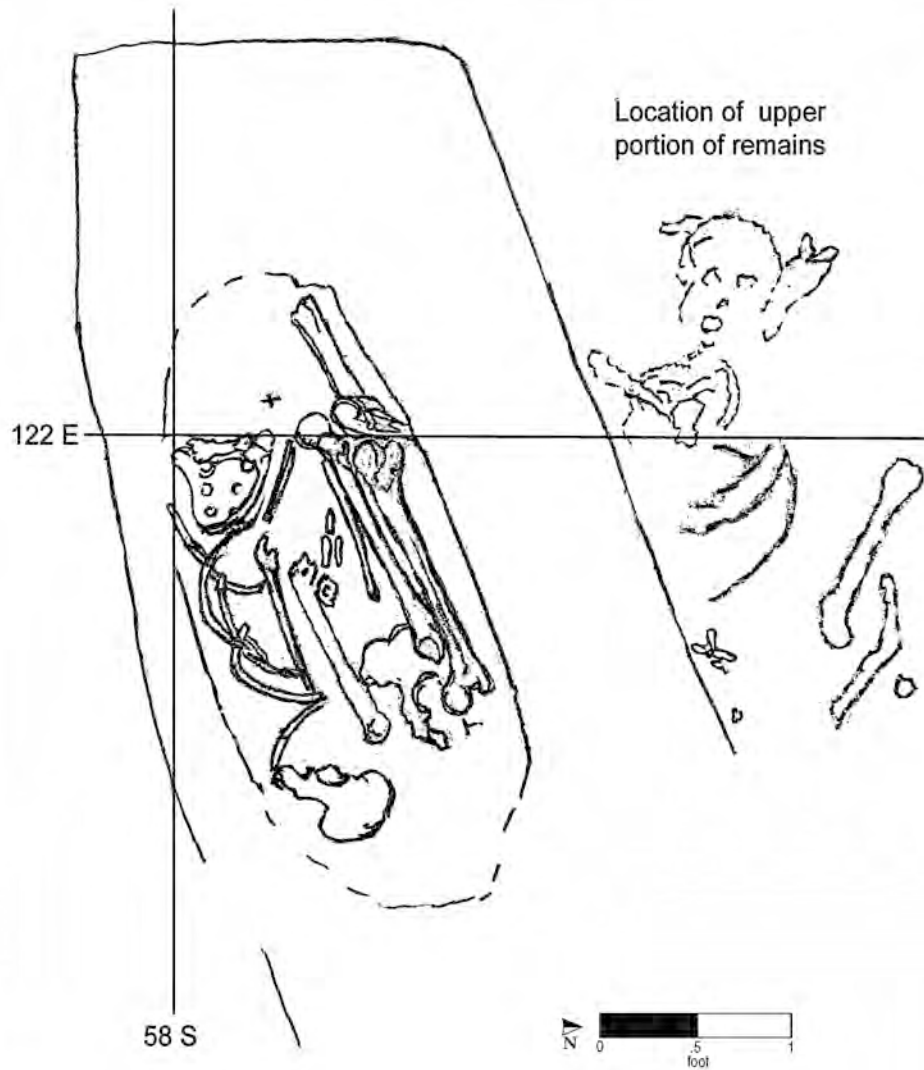 Location of upper
portion of remains
122 E
58 S
N
0 .5 1
foot